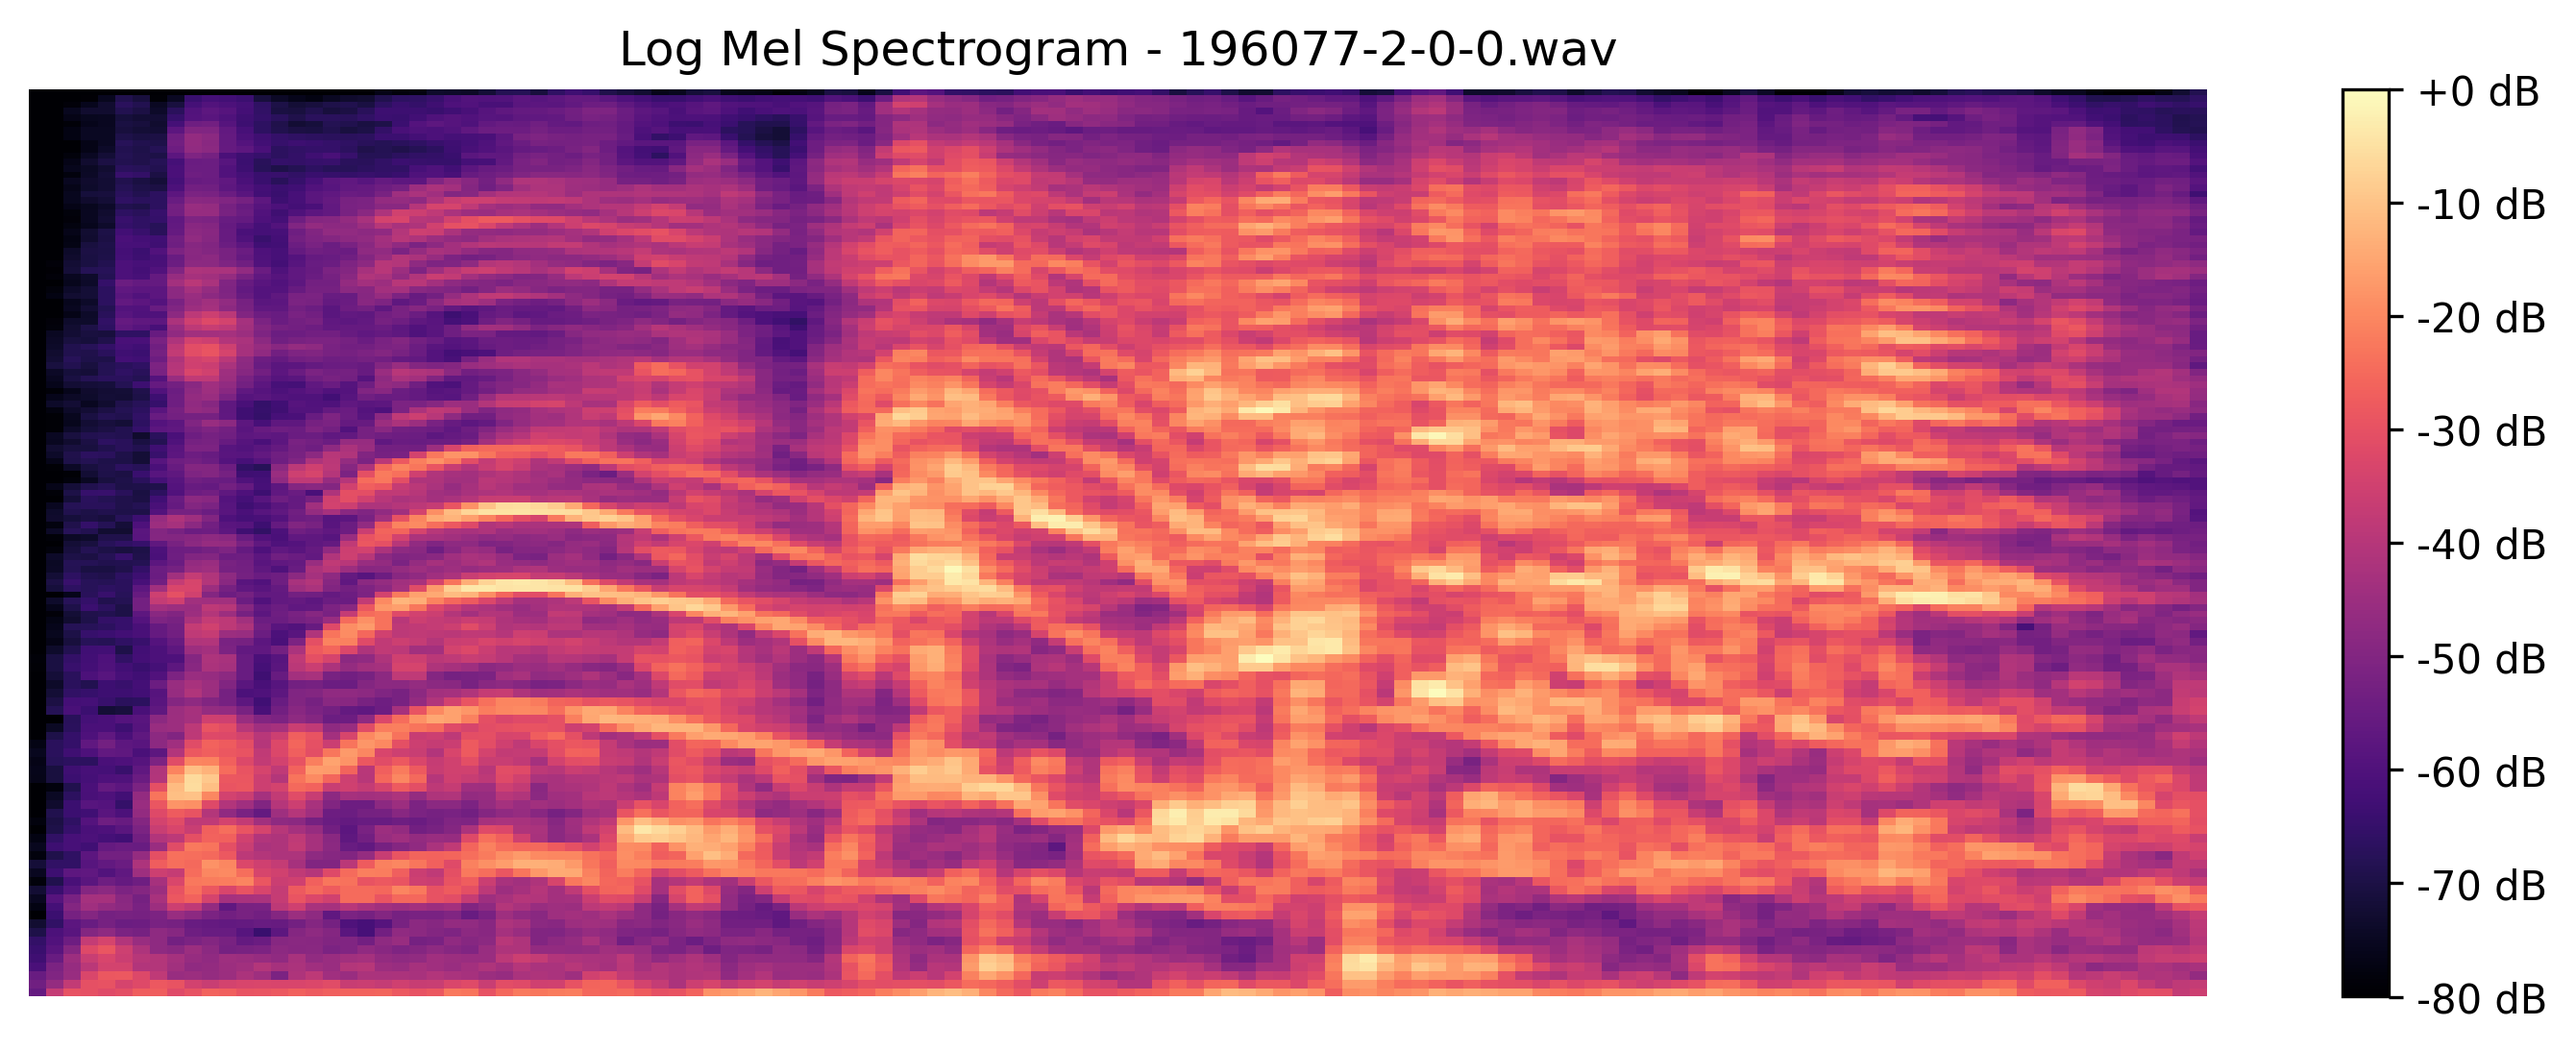 Log Mel Spectrogram - 196077-2-0-0.wav
+0 dB
-10 dB
-20 dB
-30 dB
-40 dB
-50 dB
-60 dB
-70 dB
-80 dB